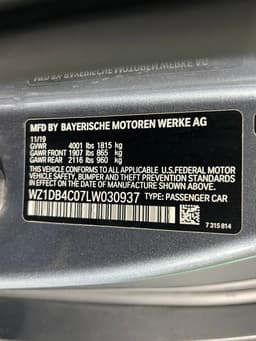 MFD BY BAYERISCHE MOTOREN WERKE AG
11/19
GVWR 4001 lbs 1815 kg
GAWR FRONT 1907 lbs 865 kg
GAWR REAR 2116 lbs 960 kg
THIS VEHICLE CONFORMS TO ALL APPLICABLE
U.S.FEDERAL MOTOR
VEHICLE SAFETY, BUMPER, AND THEFT PREVENTION
STANDARDS IN EFFECT ON THE DATE OF
MANUFACTURE SHOWN ABOVE.
WZ1DB4C07LW030937 TYPE: PASSENGER CAR
7 315 814